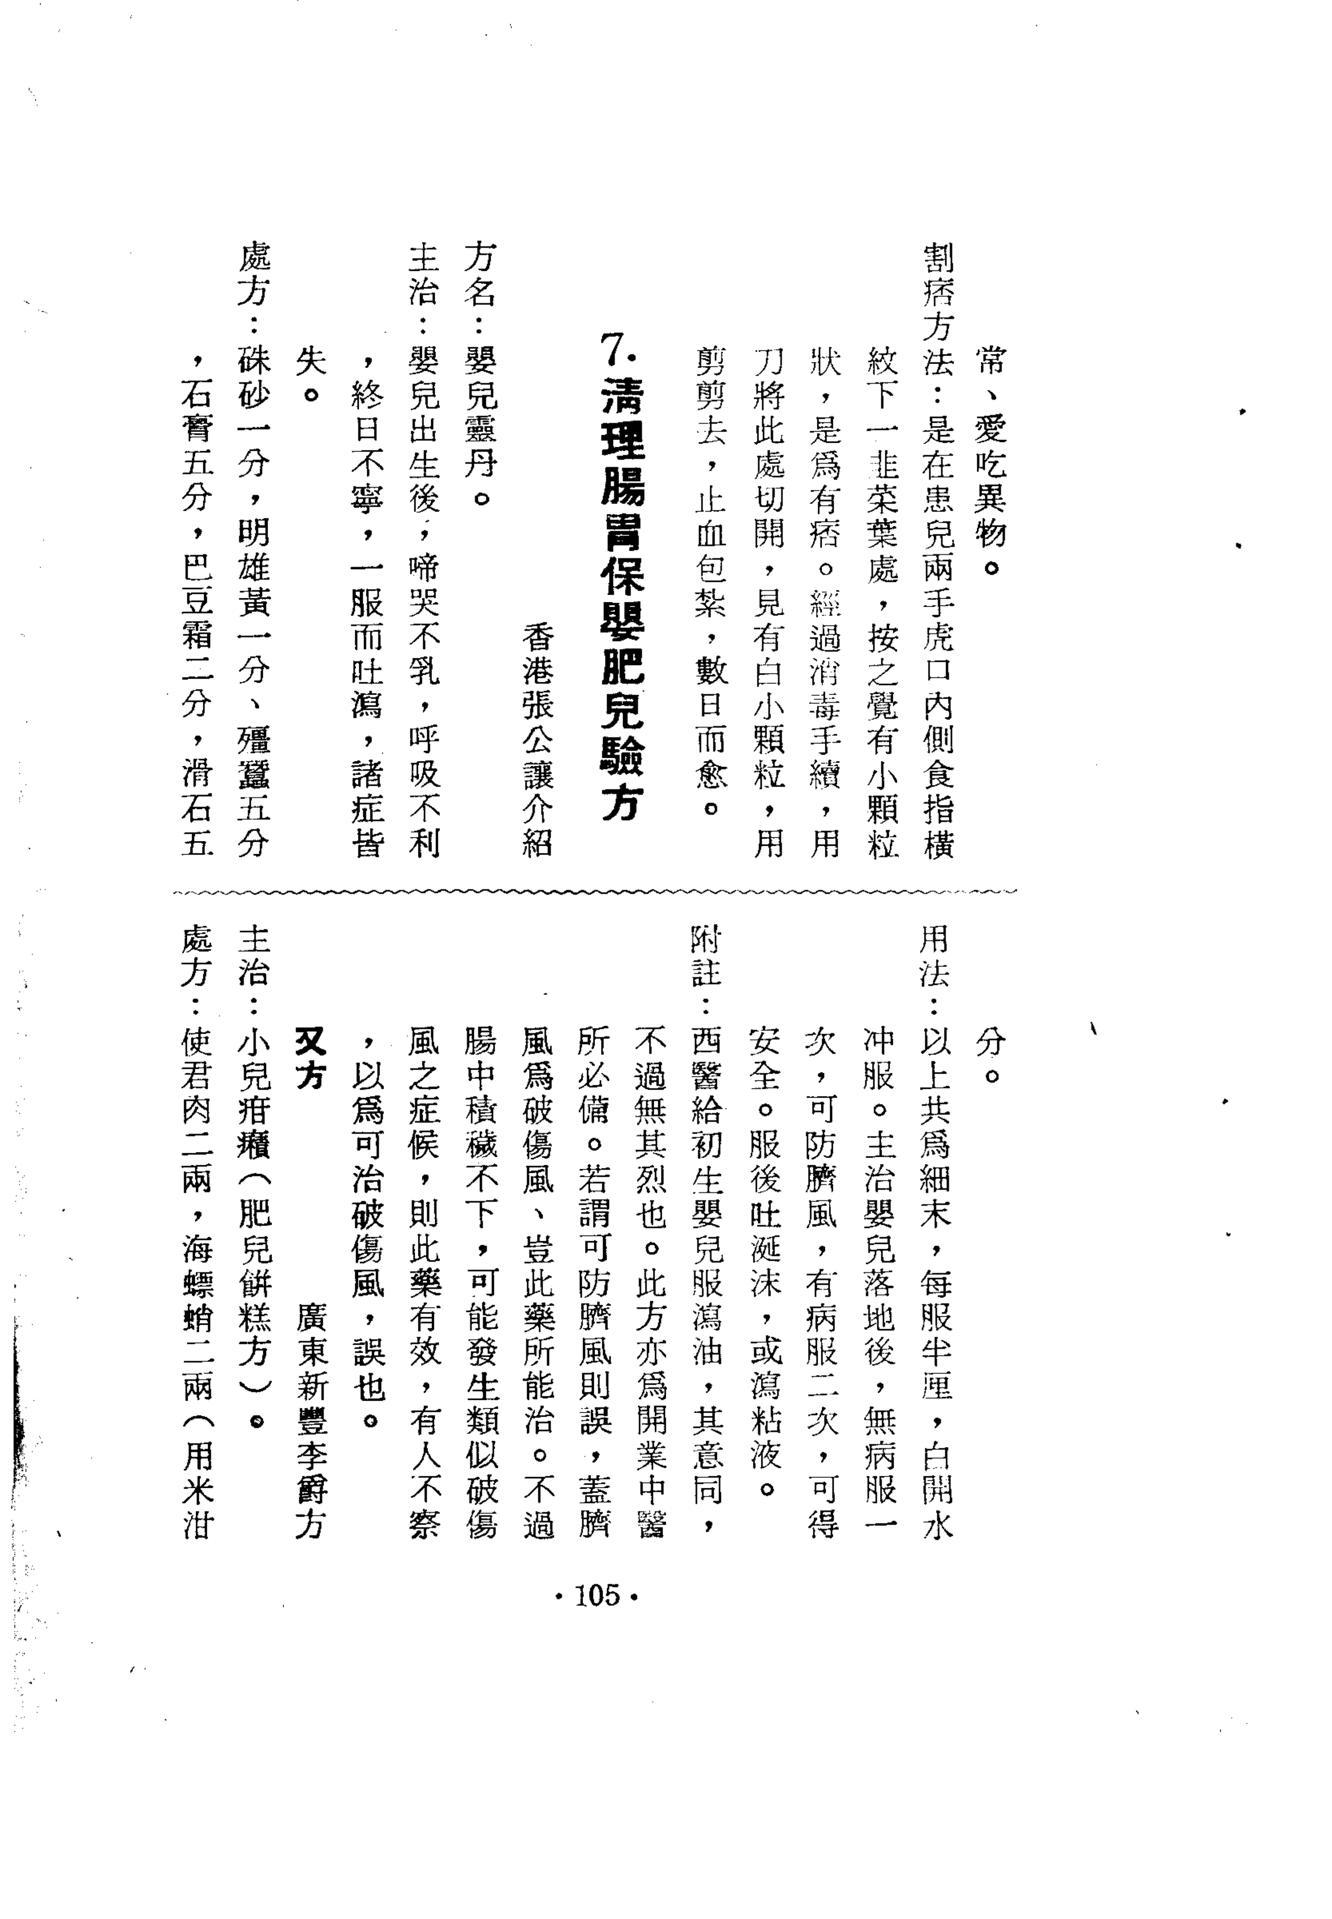 常、愛吃異物。
割痞方法：是在患兒兩手虎口內側食指橫
紋下一韭菜葉處，按之覺有小顆粒
狀，是爲有痞。經過消毒手續，用
刀將此處切開，見有白小顆粒，用
剪剪去，止血包紮，數日而愈。
7.清理腸胃保嬰肥兒驗方
香港張公讓介紹
方名：嬰兒靈丹。
主治：嬰兒出生後，啼哭不乳，呼吸不利
，終日不寧，一服而吐瀉，諸症皆
失。
處方：硃砂一分，明雄黃一分、殭蠶五分
，石膏五分，巴豆霜二分，滑石五
分。
用法：以上共爲細末，每服半厘，白開水
冲服。主治嬰兒落地後，無病服一
次，可防臍風，有病服二次，可得
安全。服後吐涎沫，或瀉粘液。
附註：西醫給初生嬰兒服瀉油，其意同，
不過無其烈也。此方亦爲開業中醫
所必備。若謂可防臍風則誤，蓋臍
風爲破傷風、豈此藥所能治。不過
腸中積穢不下，可能發生類似破傷
風之症候，則此藥有效，有人不察
，以爲可治破傷風，誤也。
又方
廣東新豐李爵方
主治：小兒疳癪（肥兒餅糕方）。
處方：使君肉二兩，海螵蛸二兩（用米泔
·105·